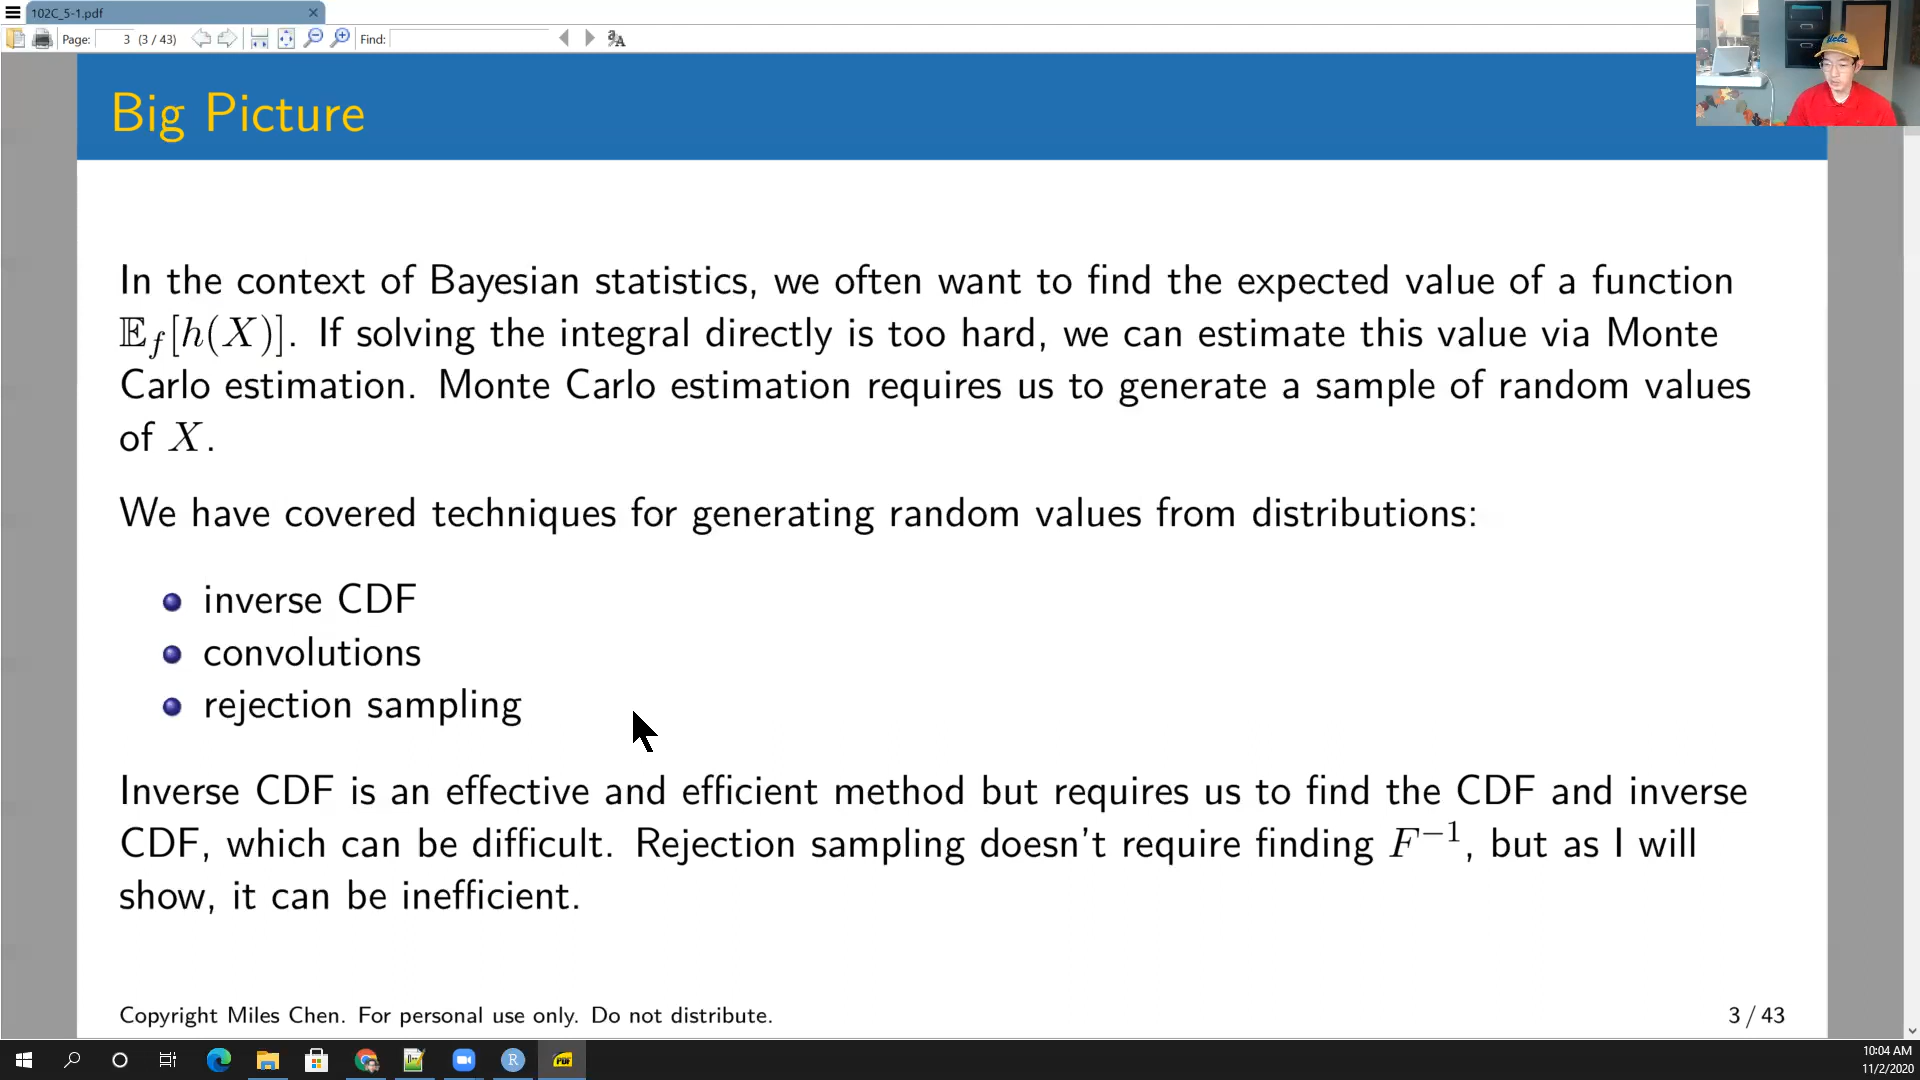 102C_5-1.pdf
Page: 3 (3 / 43) Find:
Big Picture
In the context of Bayesian statistics, we often want to find the expected value of a function
𝔼f[h(X)]. If solving the integral directly is too hard, we can estimate this value via Monte
Carlo estimation. Monte Carlo estimation requires us to generate a sample of random values
of X.
We have covered techniques for generating random values from distributions:
inverse CDF
convolutions
rejection sampling
Inverse CDF is an effective and efficient method but requires us to find the CDF and inverse
CDF, which can be difficult. Rejection sampling doesn't require finding F⁻¹, but as I will
show, it can be inefficient.
Copyright Miles Chen. For personal use only. Do not distribute.
3 / 43
10:04 AM
11/2/2020